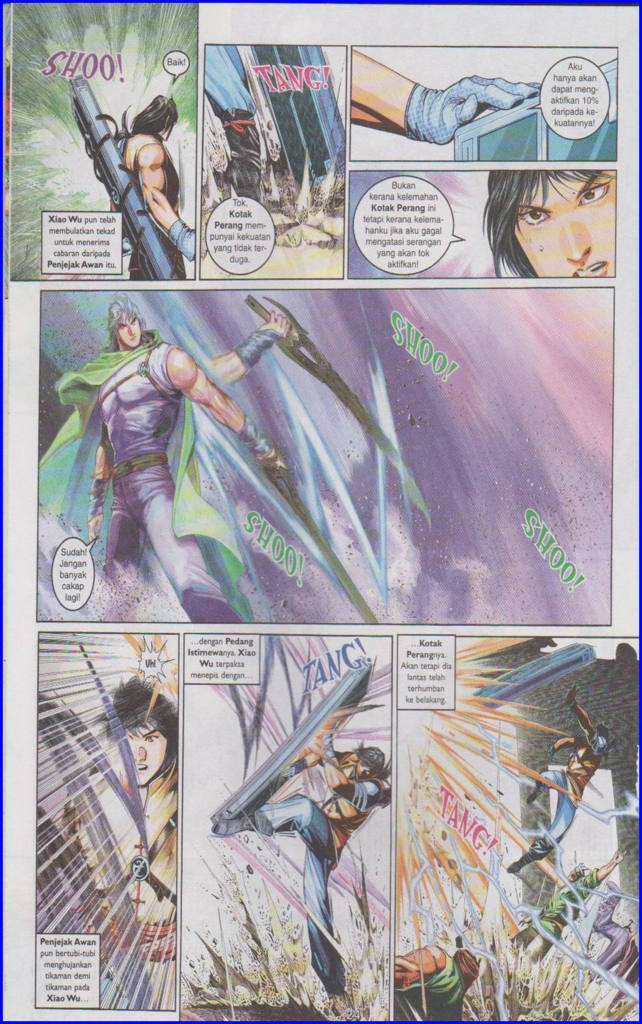 SHOO!
Baik!
Xiao Wu pun telah
membulatkan tekad
untuk menerima
cabaran daripada
Penjejak Awan itu.
TANG!
Tok,
Kotak
Perang mem-
punyai kekuatan
yang tidak ter-
duga.
Aku
hanya akan
dapat meng-
aktifkan 10%
daripada ke-
kuatannya!
Bukan
kerana kelemahan
Kotak Perang ini
tetapi kerana kelema-
hanku jika aku gagal
mengatasi serangan
yang akan tok
aktifkan!
SHOO!
SHOO!
SHOO!
Sudah!
Jangan
banyak
cakap
lagi!
UH!
Penjejak Awan
pun bertubi-tubi
menghujankan
tikaman demi
tikaman pada
Xiao Wu...
...dengan Pedang
Istimewanya. Xiao
Wu terpaksa
menepis dengan...
TANG!
...Kotak
Perangnya.
Akan tetapi dia
lantas telah
terhumban
ke belakang.
TANG!